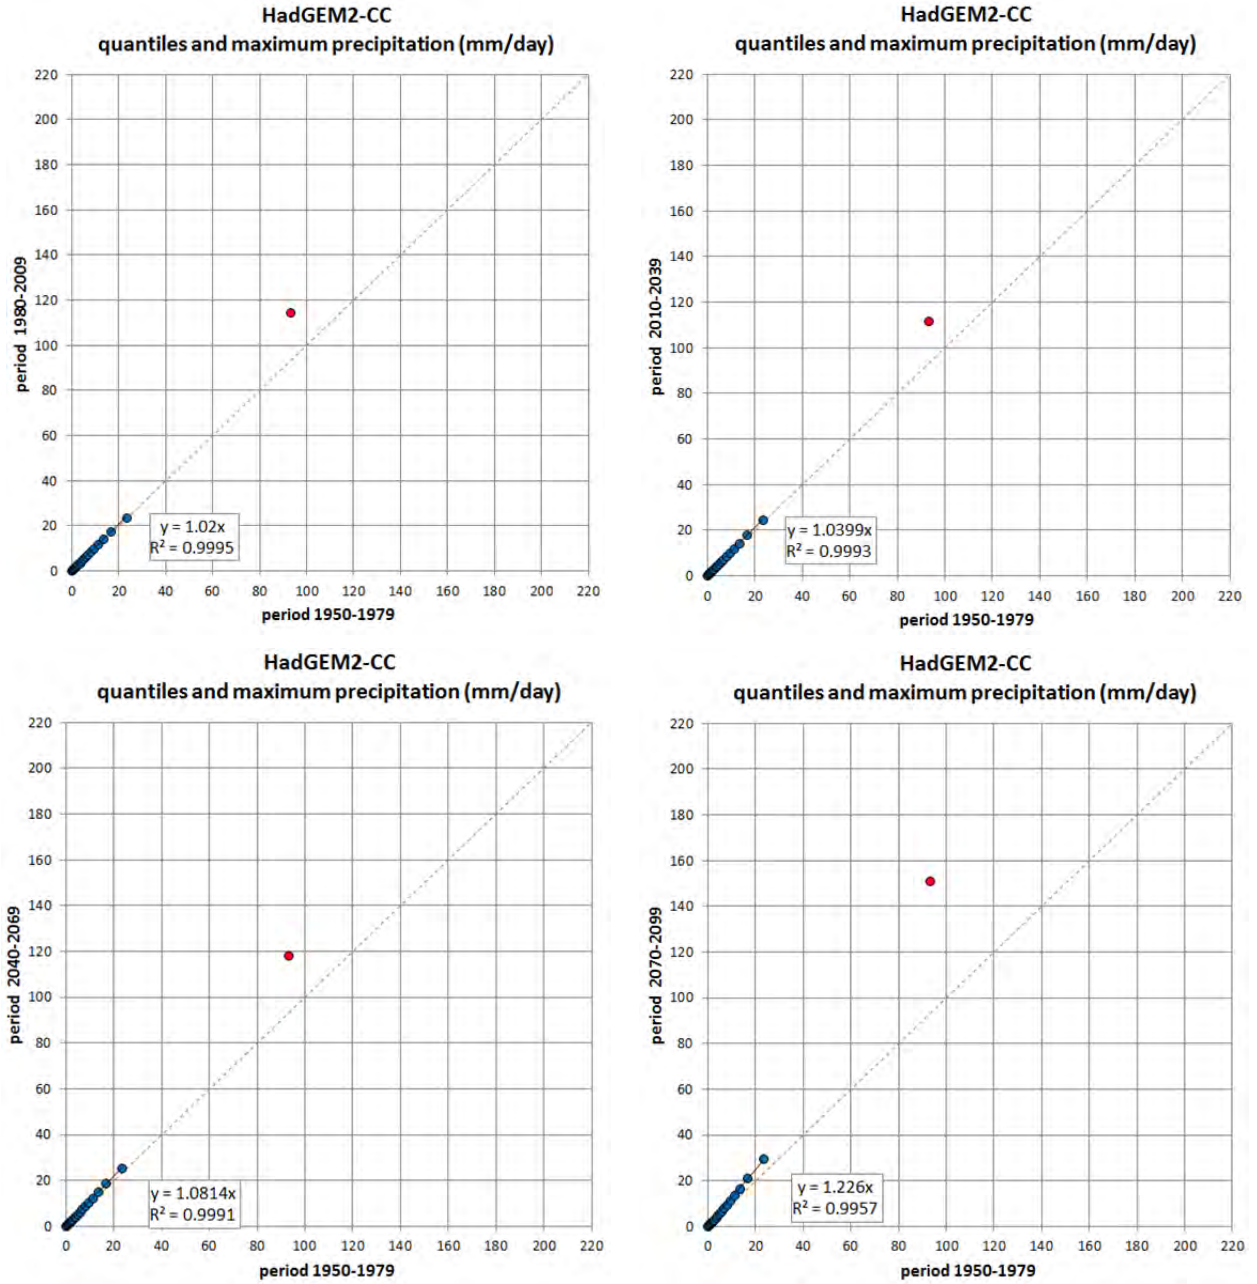 HadGEM2-CC
quantiles and maximum precipitation (mm/day)
220
200
180
160
140
120
100
80
60
40
20
0
period 1980-2009
y = 1.02x
R² = 0.9995
0 20 40 60 80 100 120 140 160 180 200 220
period 1950-1979
HadGEM2-CC
quantiles and maximum precipitation (mm/day)
220
200
180
160
140
120
100
80
60
40
20
0
period 2010-2039
y = 1.0399x
R² = 0.9993
0 20 40 60 80 100 120 140 160 180 200 220
period 1950-1979
HadGEM2-CC
quantiles and maximum precipitation (mm/day)
220
200
180
160
140
120
100
80
60
40
20
0
period 2040-2069
y = 1.0814x
R² = 0.9991
0 20 40 60 80 100 120 140 160 180 200 220
period 1950-1979
HadGEM2-CC
quantiles and maximum precipitation (mm/day)
220
200
180
160
140
120
100
80
60
40
20
0
period 2070-2099
y = 1.226x
R² = 0.9957
0 20 40 60 80 100 120 140 160 180 200 220
period 1950-1979